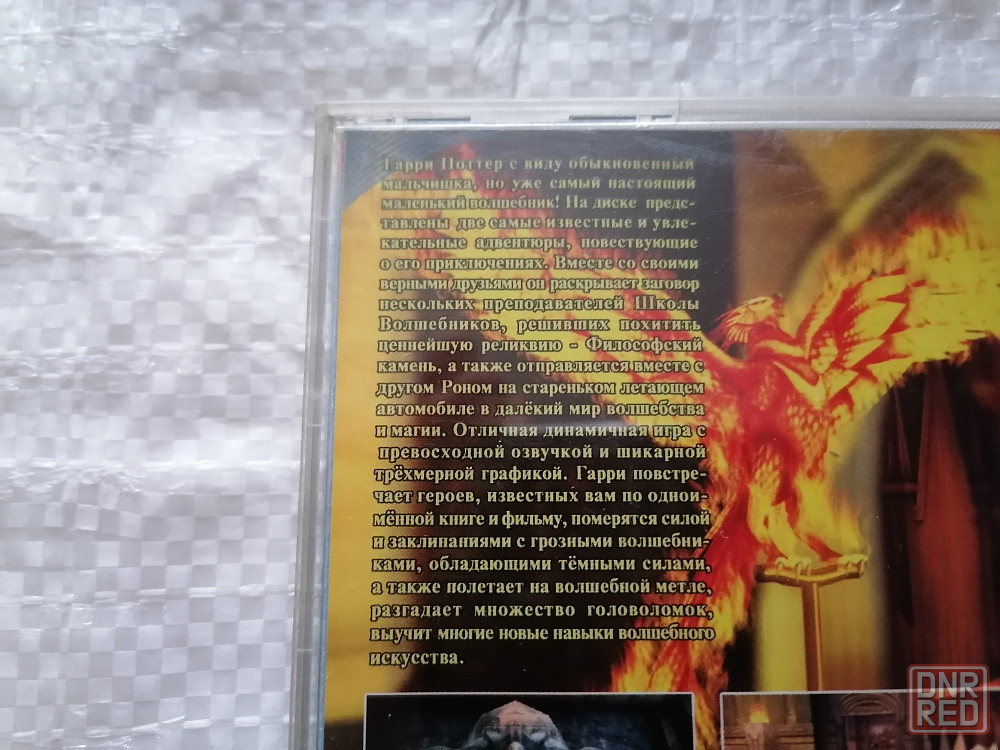 Гарри Поттер с виду обыкновенный
мальчишка, но уже самый настоящий
маленький волшебник! На диске предс-
тавлены две самые известные и увле-
кательные адвентюры, повествующие
о его приключениях. Вместе со своими
верными друзьями он раскрывает заговор
нескольких преподавателей Школы
Волшебников, решивших похитить
ценнейшую реликвию - Философский
камень, а также отправляется вместе с
другом Роном на стареньком летающем
автомобиле в далёкий мир волшебства
и магии. Отличная динамичная игра с
превосходной озвучкой и шикарной
трёхмерной графикой. Гарри повстре-
чает героев, известных вам по одной-
мённой книге и фильму, померятся силой
и заклинаниями с грозными волшебни-
ками, обладающими тёмными силами,
а также полетает на волшебной метле,
разгадает множество головоломок,
выучит многие новые навыки волшебного
искусства.
DNR
RED